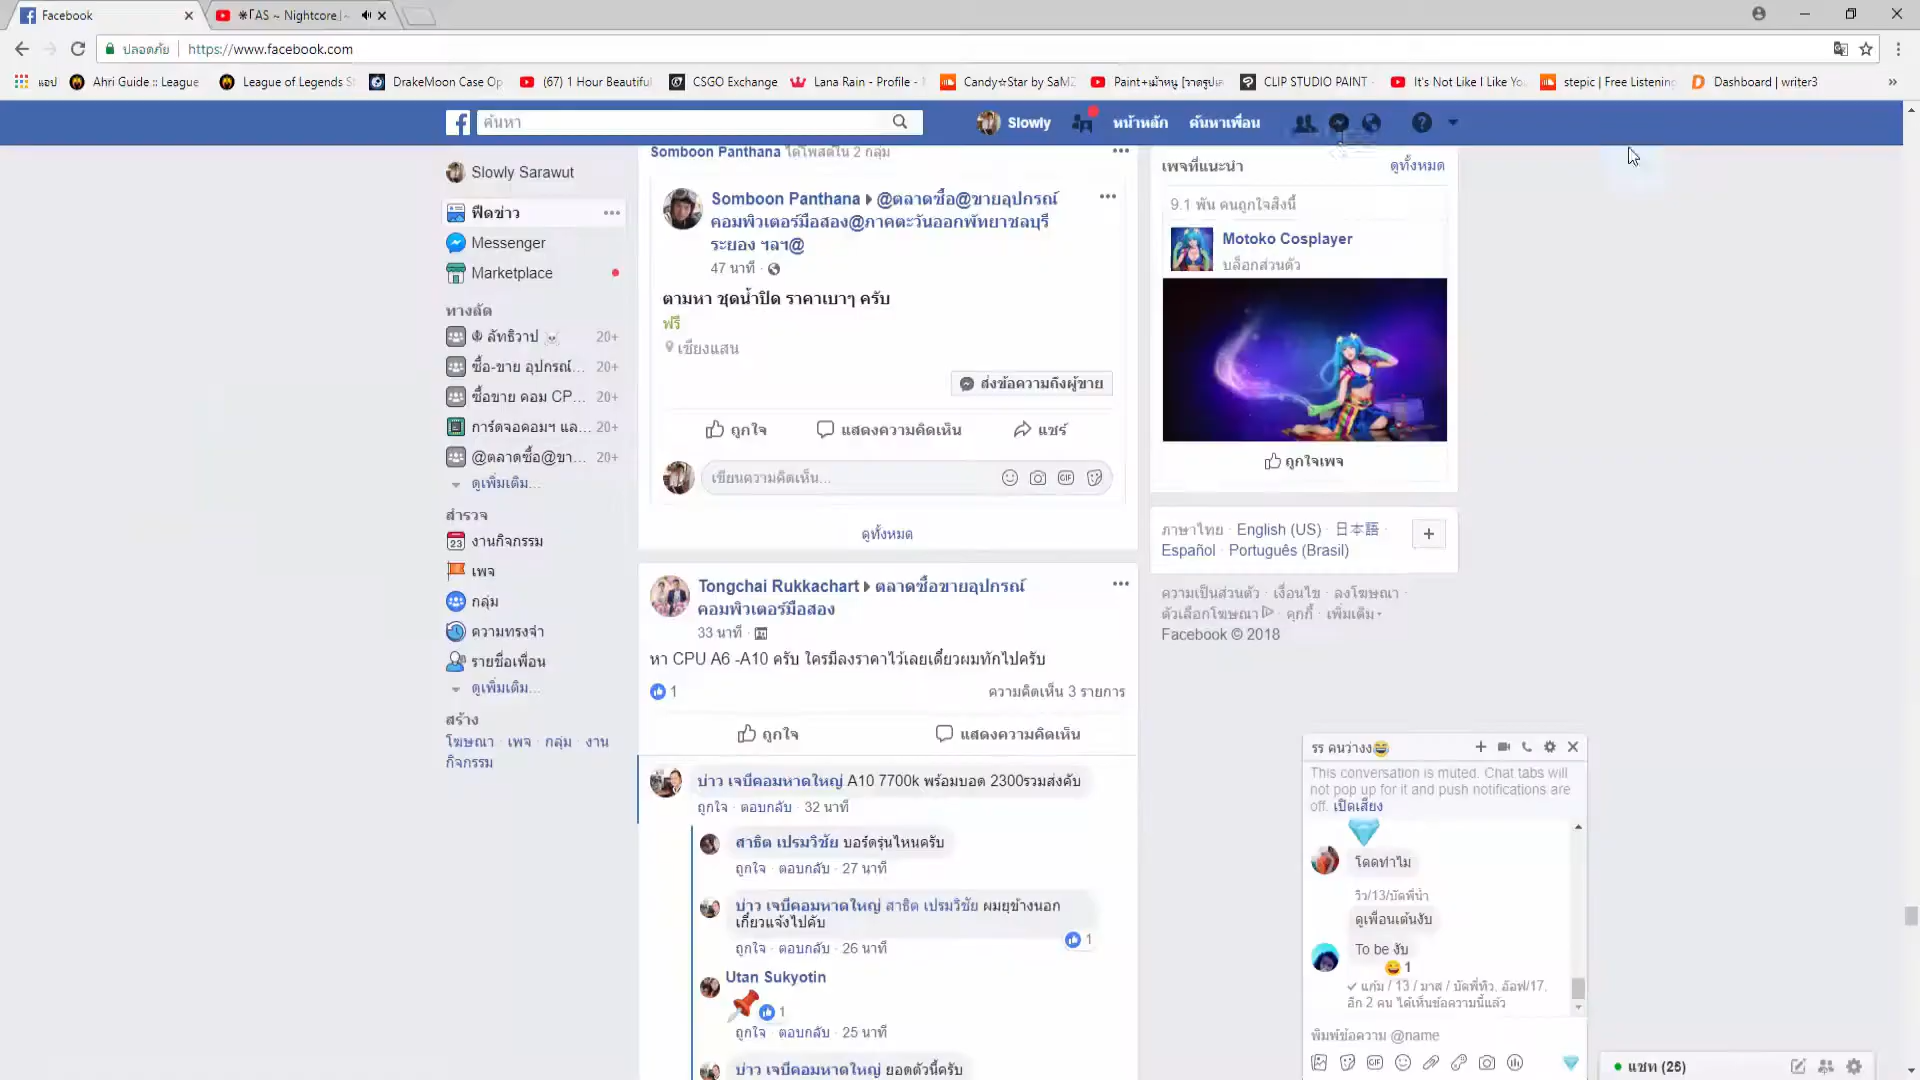 Facebook
⁕ΓAS ~ Nightcore
ปลอดภัย
https://www.facebook.com
แอป
Ahri Guide :: League
League of Legends S
DrakeMoon Case Op
(67) 1 Hour Beautiful
CSGO Exchange
Lana Rain - Profile -
Candy☆Star by SaMZ
CLIP STUDIO PAINT
It's Not Like I Like Yo
stepic | Free Listening
Dashboard | writer3
ค้นหา
Slowly
หน้าหลัก
ค้นหาเพื่อน
Slowly Sarawut
ฟีดข่าว
Messenger
Marketplace
ทางลัด
ลัทธิวาป ☠ 20+
ซื้อ-ขาย อุปกรณ์... 20+
ซื้อขาย คอม CP... 20+
การ์ดจอคอมฯ แล... 20+
@ตลาดซื้อ@ขา... 20+
ดูเพิ่มเติม...
สำรวจ
23 งานกิจกรรม
เพจ
กลุ่ม
ความทรงจำ
รายชื่อเพื่อน
ดูเพิ่มเติม...
สร้าง
โฆษณา เพจ กลุ่ม งาน
กิจกรรม
Somboon Panthana ได้โพสต์ใน 2 กลุ่ม
Somboon Panthana ▸ @ตลาดซื้อ@ขายอุปกรณ์
คอมพิวเตอร์มือสอง@ภาคตะวันออกพัทยาชลบุรี
ระยอง ฯลฯ@
47 นาที ·
ตามหา ชุดน้ำปิด ราคาเบาๆ ครับ
ฟรี
เชียงแสน
ส่งข้อความถึงผู้ขาย
ถูกใจ
แสดงความคิดเห็น
แชร์
เขียนความคิดเห็น...
GIF
ดูทั้งหมด
Tongchai Rukkachart ▸ ตลาดซื้อขายอุปกรณ์
คอมพิวเตอร์มือสอง
33 นาที ·
หา CPU A6 -A10 ครับ ใครมีลงราคาไว้เลยเดี๋ยวผมทักไปครับ
1
ความคิดเห็น 3 รายการ
ถูกใจ
แสดงความคิดเห็น
บ่าว เจบีคอมหาดใหญ่ A10 7700k พร้อมบอด 2300รวมส่งคับ
ถูกใจ · ตอบกลับ · 32 นาที
สาธิต เปรมวิชัย บอร์ดรุ่นไหนครับ
ถูกใจ · ตอบกลับ · 27 นาที
บ่าว เจบีคอมหาดใหญ่ สาธิต เปรมวิชัย ผมยุข้างนอก
เกี๋ยวแจ้งไปคับ
1
ถูกใจ · ตอบกลับ · 26 นาที
Utan Sukyotin
1
ถูกใจ · ตอบกลับ · 25 นาที
บ่าว เจบีคอมหาดใหญ่ ยอดตัวนี้ครับ
เพจที่แนะนำ
ดูทั้งหมด
9.1 พัน คนถูกใจสิ่งนี้
Motoko Cosplayer
บล็อกส่วนตัว
ถูกใจเพจ
ภาษาไทย · English (US) · 日本語 ·
Español · Português (Brasil)
ความเป็นส่วนตัว · เงื่อนไข · ลงโฆษณา ·
ตัวเลือกโฆษณา · คุกกี้ · เพิ่มเติม
Facebook © 2018
รร คนว่างง😂
This conversation is muted. Chat tabs will
not pop up for it and push notifications are
off. เปิดเสียง
โดดทำไม
วิว/13/บัดพี่น้ำ
ดูเพื่อนเต้นงับ
To be งับ
1
✓ แก้ม / 13 / มาส / บัดพี่ทิว, อ๊อฟ/17,
อีก 2 คน ได้เห็นข้อความนี้แล้ว
พิมพ์ข้อความ @name
GIF
แชท (26)